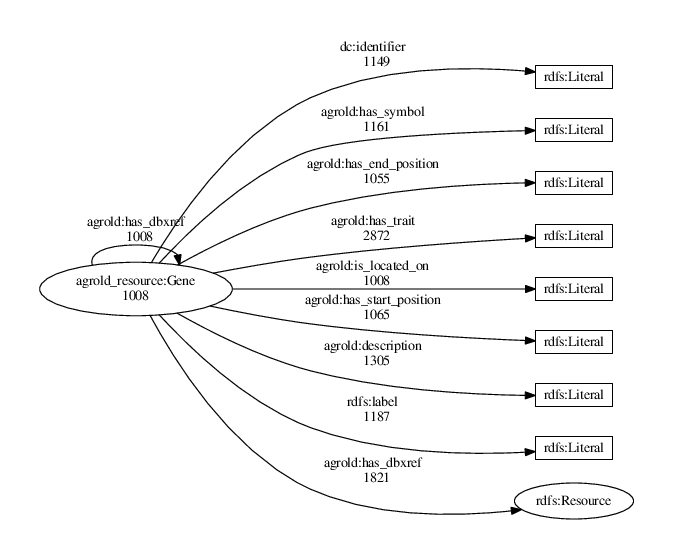 dc:identifier
1149
rdfs:Literal
agrold:has_symbol
1161
rdfs:Literal
agrold:has_end_position
1055
rdfs:Literal
agrold:has_dbxref
1008
agrold:has_trait
2872
rdfs:Literal
agrold_resource:Gene
1008
agrold:is_located_on
1008
rdfs:Literal
agrold:has_start_position
1065
rdfs:Literal
agrold:description
1305
rdfs:Literal
rdfs:label
1187
rdfs:Literal
agrold:has_dbxref
1821
rdfs:Resource